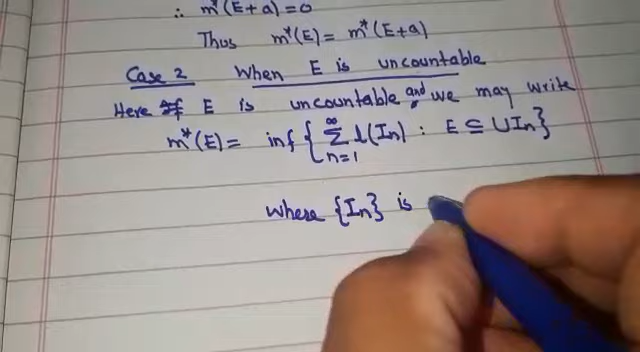 ∴ m*(E+a) = 0
Thus m*(E) = m*(E+a)
Case 2 When E is uncountable
Here E is uncountable and we may write
m*(E) = inf { ∞∑n=1 l(In) : E ⊆ ∪In }
where {In} is